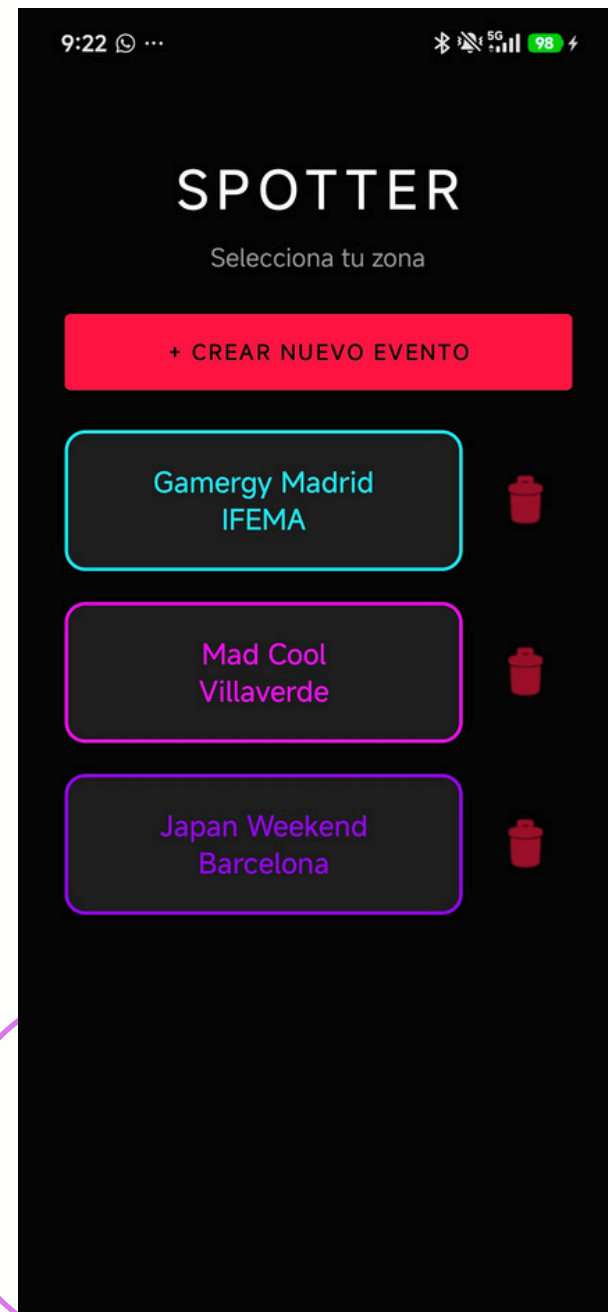 9:22 ...
5G 98
SPOTTER
Selecciona tu zona
+ CREAR NUEVO EVENTO
Gamergy Madrid
IFEMA
Mad Cool
Villaverde
Japan Weekend
Barcelona